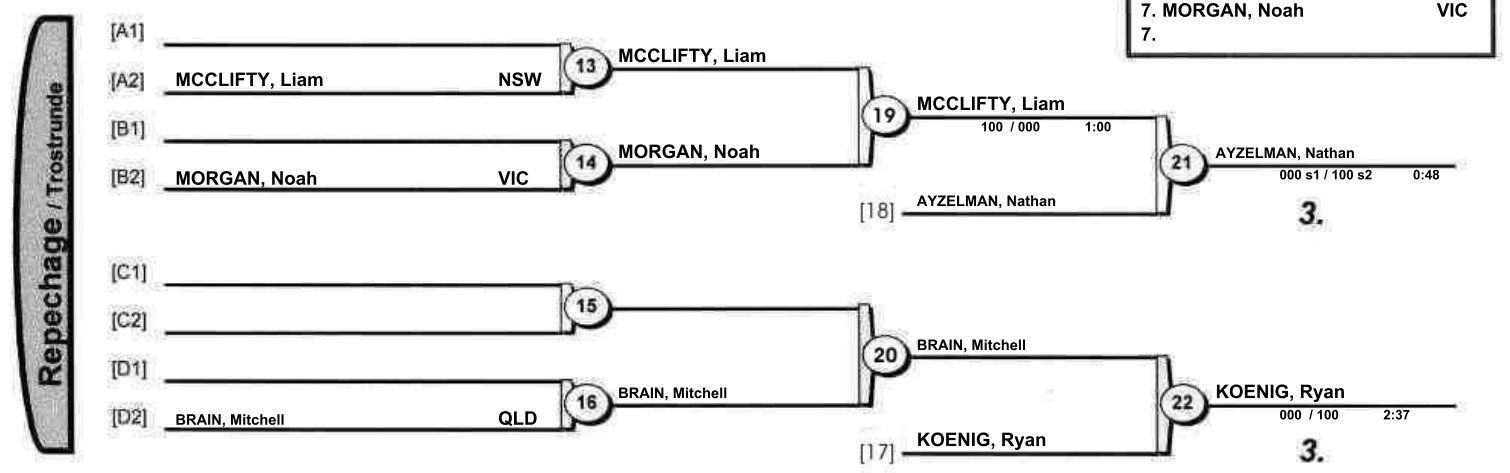 7. MORGAN, Noah VIC
7.
Repechage / Trostrunde
[A1]
[A2] MCCLIFTY, Liam NSW
13
MCCLIFTY, Liam
[B1]
[B2] MORGAN, Noah VIC
14
MORGAN, Noah
19
MCCLIFTY, Liam
100 / 000 1:00
[18] AYZELMAN, Nathan
21
AYZELMAN, Nathan
000 s1 / 100 s2 0:48
3.
[C1]
[C2]
15
[D1]
[D2] BRAIN, Mitchell QLD
16
BRAIN, Mitchell
20
BRAIN, Mitchell
[17] KOENIG, Ryan
22
KOENIG, Ryan
000 / 100 2:37
3.